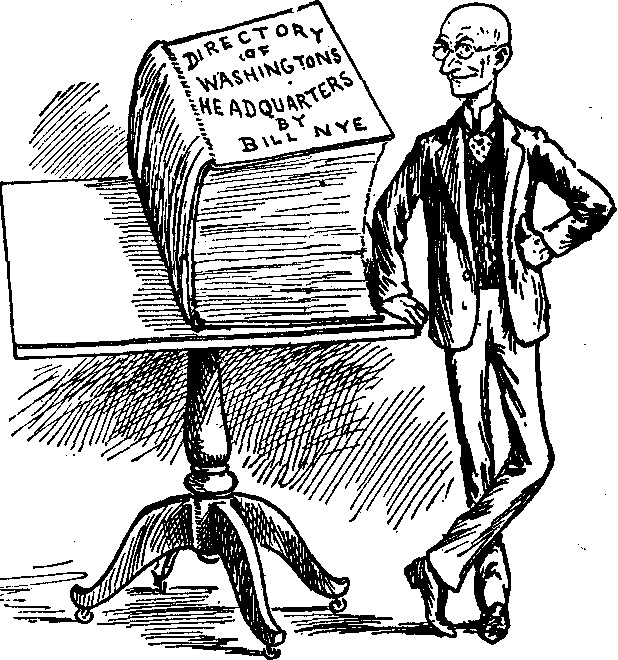 DIRECTORY
OF
WASHINGTONS
HEADQUARTERS
BY
BILL NYE